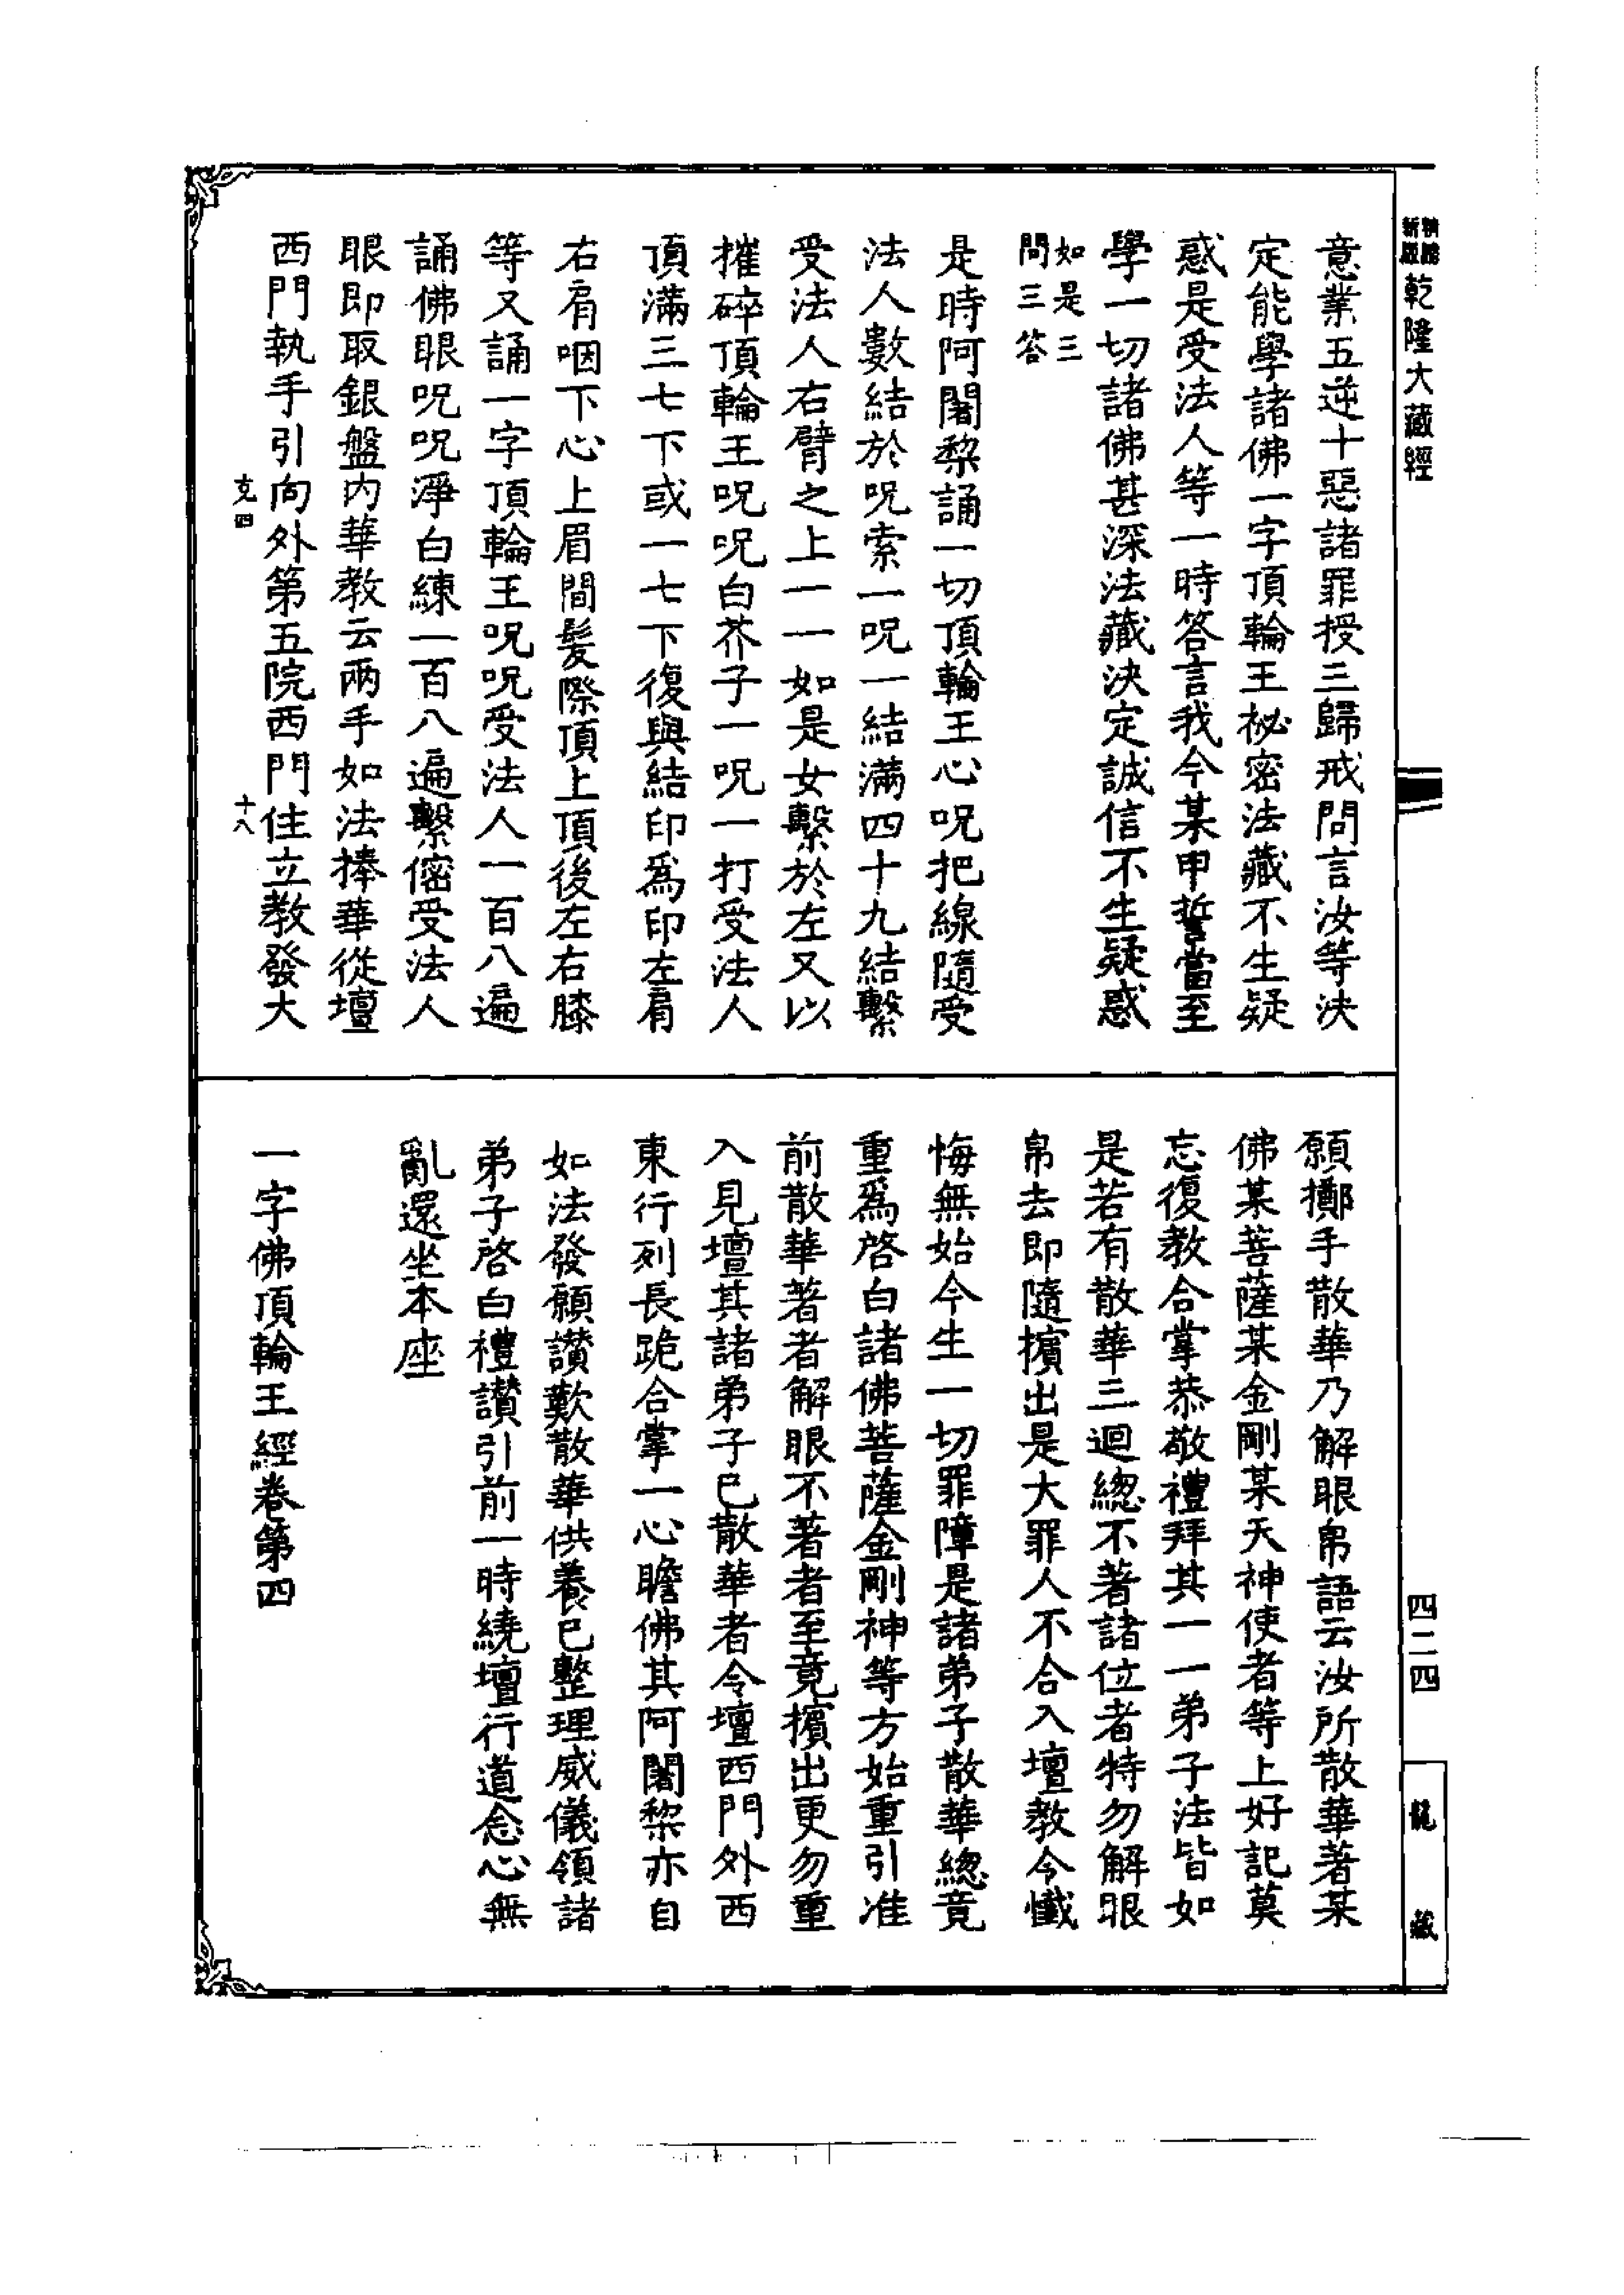 乾隆大藏經
意業五逆十惡諸罪授三歸戒問言汝等決
定能學諸佛一字頂輪王祕密法藏不生疑
惑是受法人等一時答言我今某甲誓當至
學一切諸佛甚深法藏決定誠信不生疑惑
如是三
問三答
是時阿闍棃誦一切頂輪王心呪把線隨受
法人數結於呪索一呪一結滿四十九結繫
受法人右臂之上一一如是女繫於左又以
摧碎頂輪王呪呪白芥子一呪一打受法人
頂滿三七下或一七下復與結印爲印左肩
右肩咽下心上眉間髮際頂上頂後左右膝
等又誦一字頂輪王呪呪受法人一百八遍
誦佛眼呪呪淨白練一百八遍繫傛受法人
眼即取銀盤內華教云兩手如法捧華從壇
西門執手引向外第五院西門住立教發大
克四
十八
願擲手散華乃解眼帛語云汝所散華著某
佛某菩薩某金剛某天神使者等上好記莫
忘復教合掌恭敬禮拜其一一弟子法皆如
是若有散華三迴總不著諸位者特勿解眼
帛去即隨擯出是大罪人不合入壇教令懺
悔無始今生一切罪障是諸弟子散華總竟
重爲啓白諸佛菩薩金剛神等方始重引准
前散華著者解眼不著者至竟擯出更勿重
入見壇其諸弟子已散華者令壇西門外西
東行列長跪合掌一心瞻佛其阿闍棃亦自
如法發願讚歎散華供養已整理威儀領諸
弟子啓白禮讚引前一時繞壇行道念心無
亂還坐本座
一字佛頂輪王經卷第四
四二四
龍藏